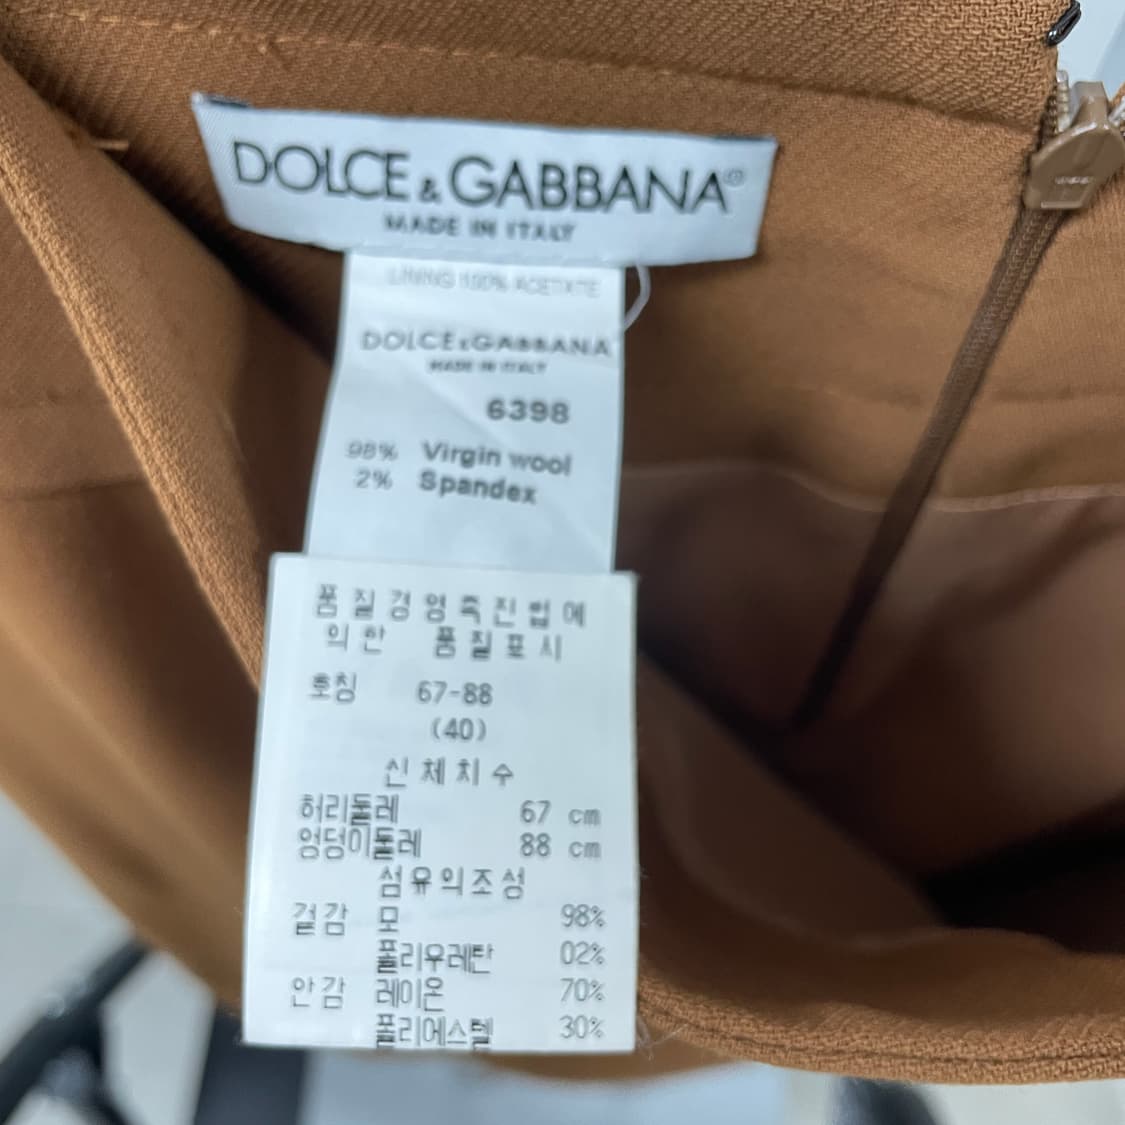 DOLCE & GABBANA®
MADE IN ITALY
LINING 100% ACETATE
DOLCE & GABBANA
MADE IN ITALY
6398
98% Virgin wool
2% Spandex
품질경영촉진법에
의한 품질표시
호칭 67-88
(40)
신체치수
허리둘레 67 cm
엉덩이둘레 88 cm
섬유의조성
겉감 모 98%
폴리우레탄 02%
안감 레이온 70%
폴리에스텔 30%